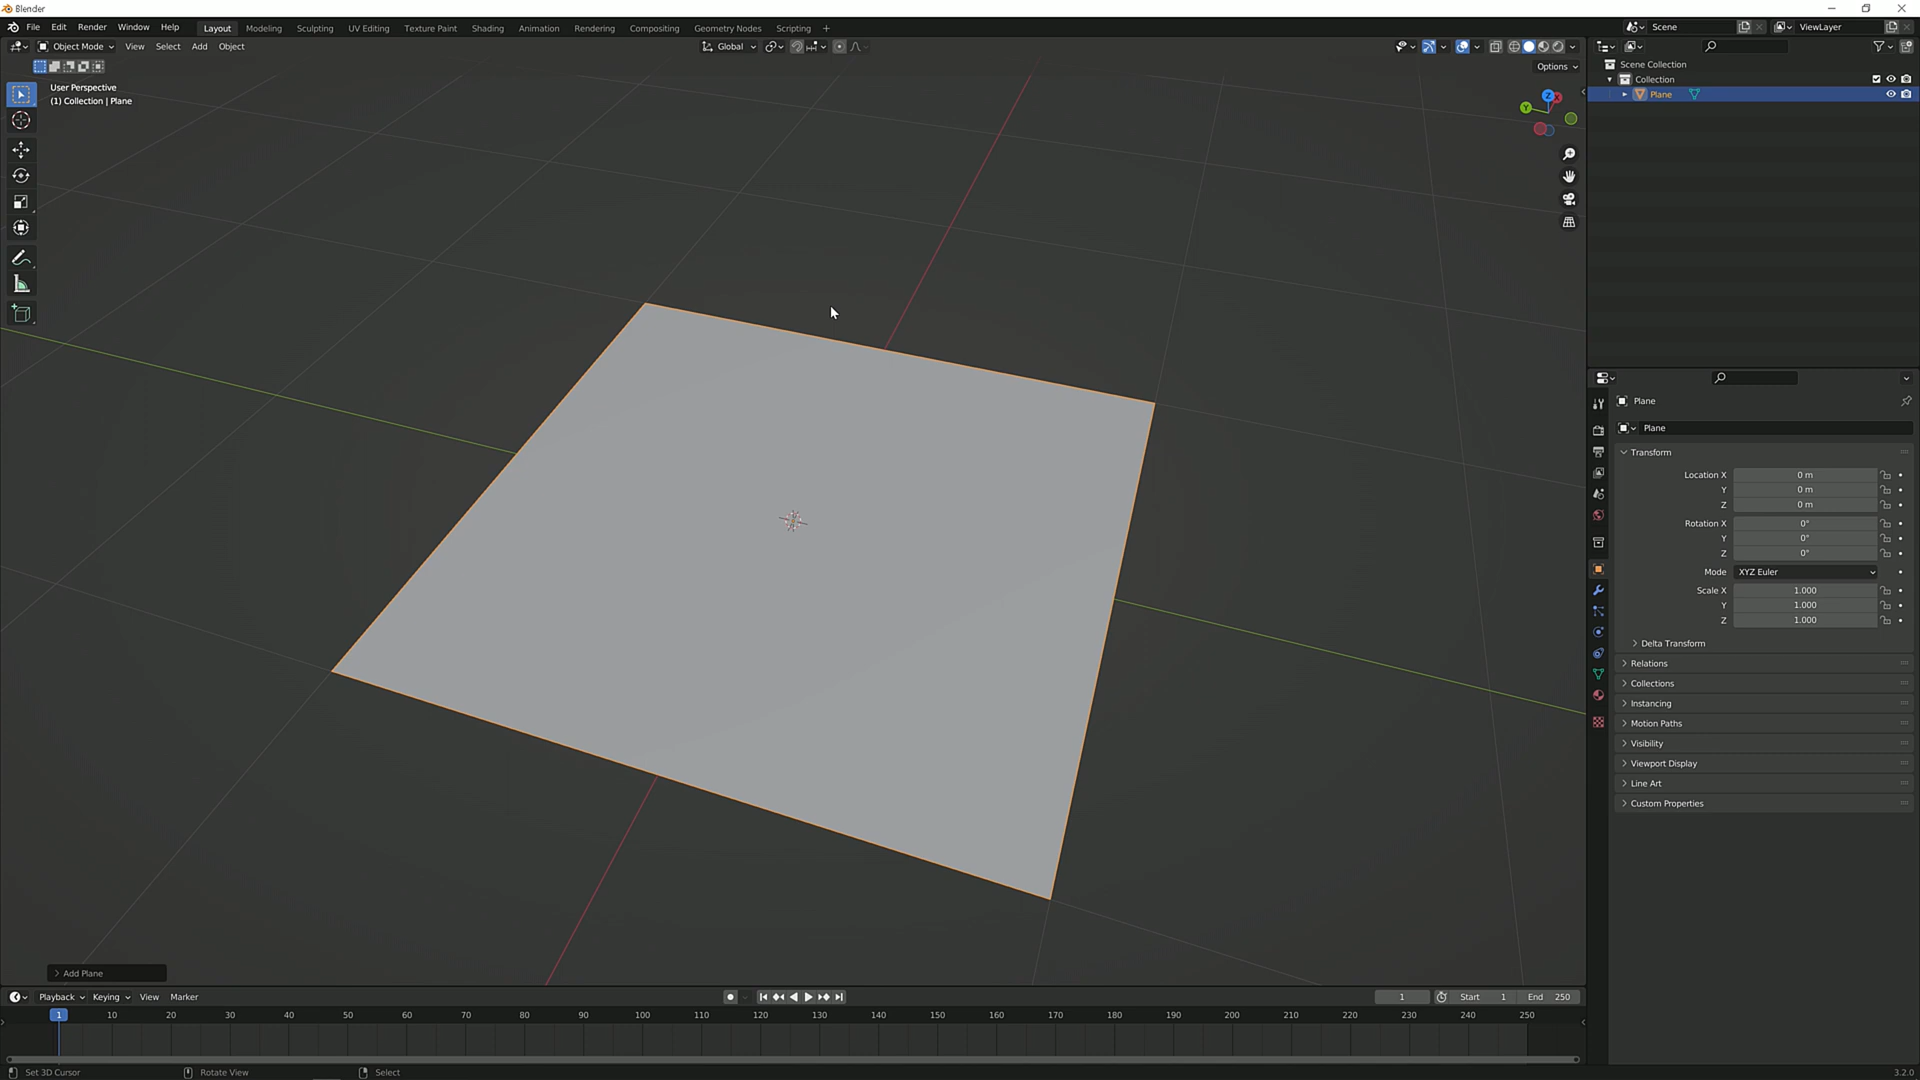 Blender
File Edit Render Window Help Layout Modeling Sculpting UV Editing Texture Paint Shading Animation Rendering Compositing Geometry Nodes Scripting + Scene ViewLayer
Object Mode View Select Add Object Global
Options
User Perspective
(1) Collection | Plane
Z X Y
Scene Collection
Collection
Plane
Plane
Plane
Transform
Location X 0 m
Y 0 m
Z 0 m
Rotation X 0°
Y 0°
Z 0°
Mode XYZ Euler
Scale X 1.000
Y 1.000
Z 1.000
Delta Transform
Relations
Collections
Instancing
Motion Paths
Visibility
Viewport Display
Line Art
Custom Properties
Add Plane
Playback Keying View Marker 1 Start 1 End 250
1 10 20 30 40 50 60 70 80 90 100 110 120 130 140 150 160 170 180 190 200 210 220 230 240 250
Set 3D Cursor Rotate View Select 3.2.0